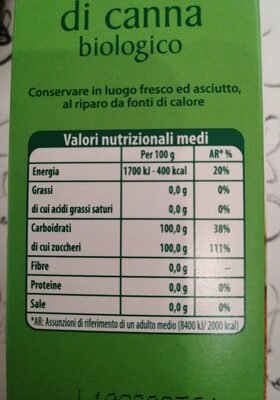 di canna
biologico
Conservare in luogo fresco ed asciutto,
al riparo da fonti di calore
Valori nutrizionali medi
Per 100 g AR* %
Energia 1700 kJ - 400 kcal 20%
Grassi 0,0 g 0%
di cui acidi grassi saturi 0,0 g 0%
Carboidrati 100,0 g 38%
di cui zuccheri 100,0 g 111%
Fibre 0,0 g --
Proteine 0,0 g 0%
Sale 0,0 g 0%
*AR: Assunzioni di riferimento di un adulto medio (8400 kJ/ 2000 kcal)